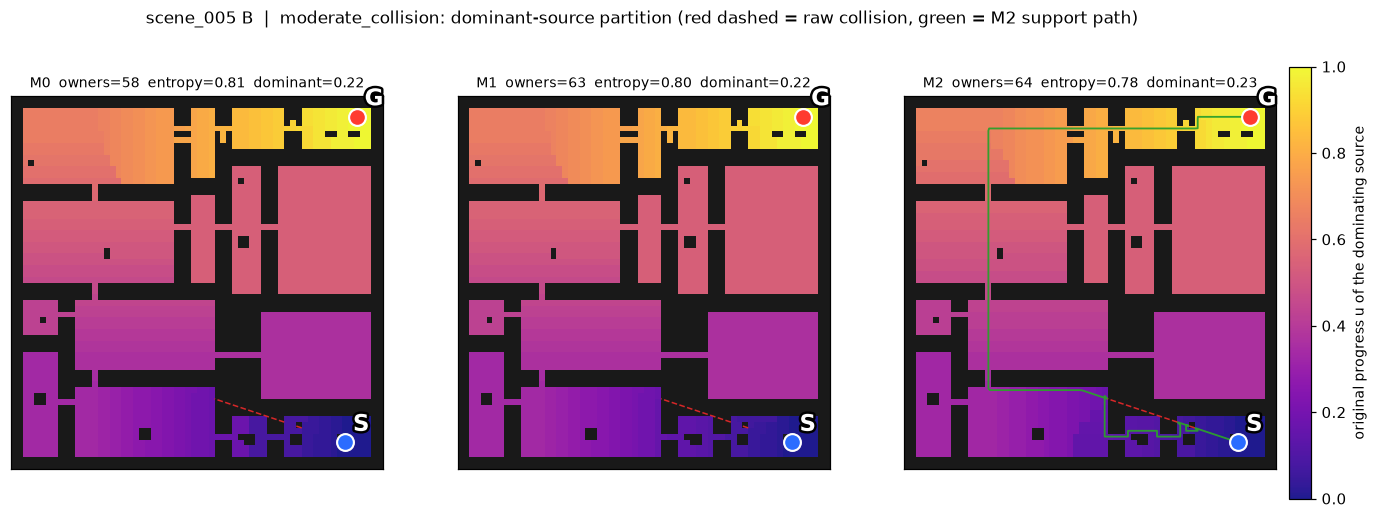 scene_005 B | moderate_collision: dominant-source partition (red dashed = raw collision, green = M2 support path)
M0 owners=58 entropy=0.81 dominant=0.22
M1 owners=63 entropy=0.80 dominant=0.22
M2 owners=64 entropy=0.78 dominant=0.23
G
G
G
S
S
S
1.0
0.8
0.6
0.4
0.2
0.0
original progress u of the dominating source